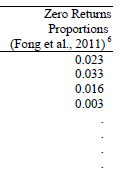 Zero Returns
Proportions
(Fong et al., 2011) 6
0.023
0.033
0.016
0.003
.
.
.
.